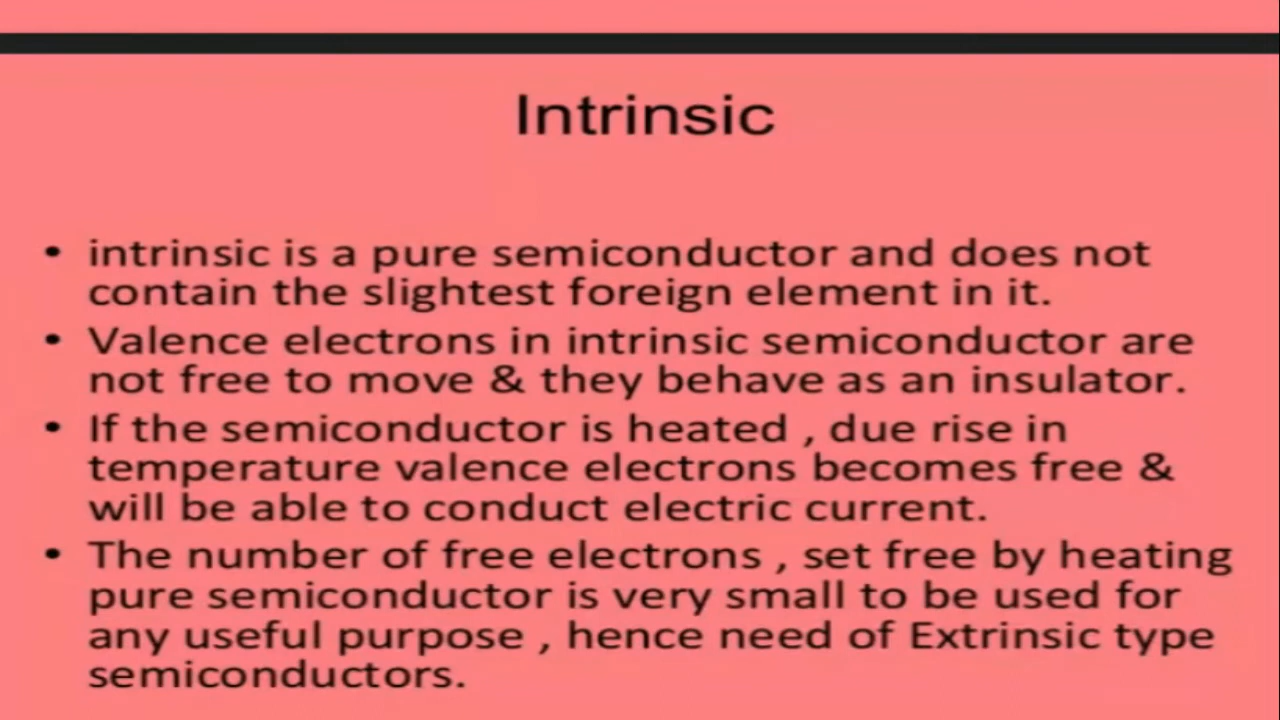 Intrinsic
• intrinsic is a pure semiconductor and does not
contain the slightest foreign element in it.
• Valence electrons in intrinsic semiconductor are
not free to move & they behave as an insulator.
• If the semiconductor is heated , due rise in
temperature valence electrons becomes free &
will be able to conduct electric current.
• The number of free electrons , set free by heating
pure semiconductor is very small to be used for
any useful purpose , hence need of Extrinsic type
semiconductors.